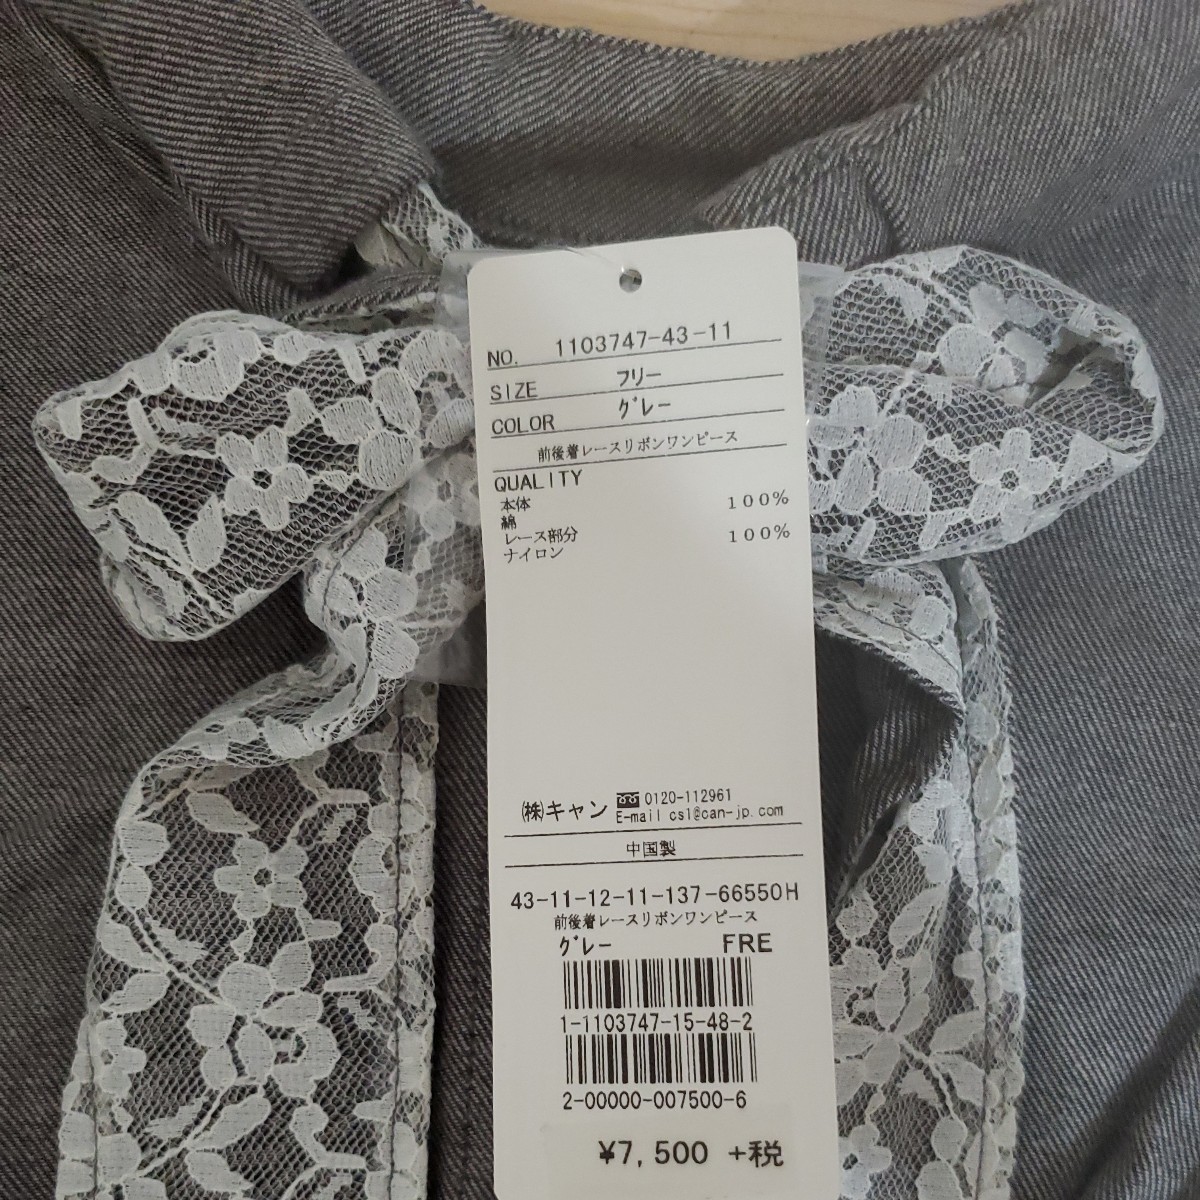 NO. 1103747-43-11
SIZE フリー
COLOR グレー
前後着レースリボンワンピース
QUALITY
本体 100%
綿
レース部分 100%
ナイロン
㈱キャン 0120-112961
E-mail cs1@can-jp.com
中国製
43-11-12-11-137-66550H
前後着レースリボンワンピース
グレー FRE
1-1103747-15-48-2
2-00000-007500-6
¥7,500 +税